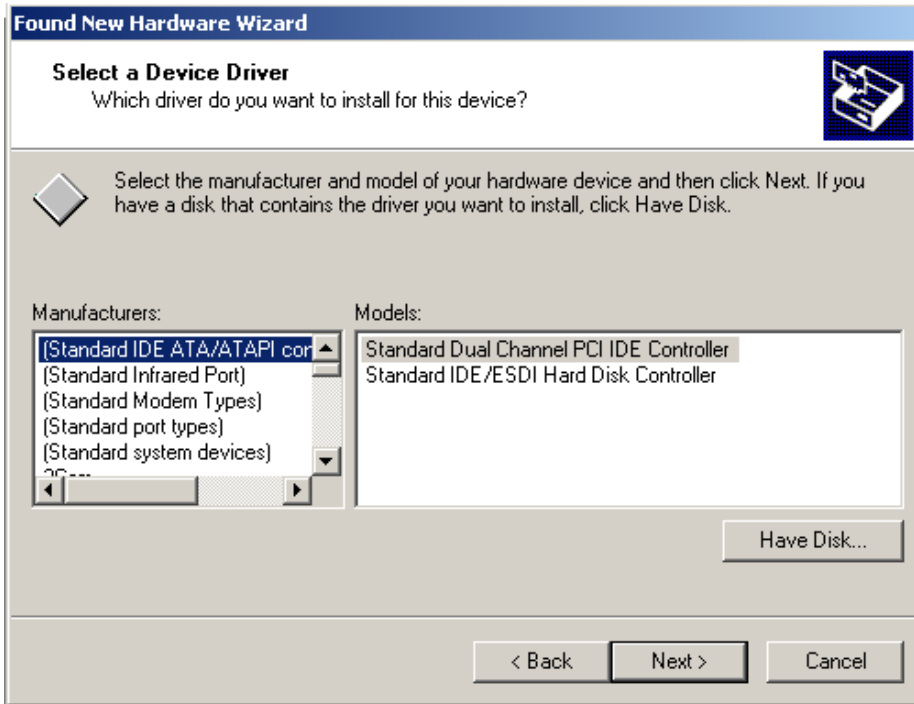 Found New Hardware Wizard
Select a Device Driver
Which driver do you want to install for this device?
Select the manufacturer and model of your hardware device and then click Next. If you
have a disk that contains the driver you want to install, click Have Disk.
Manufacturers:
(Standard IDE ATA/ATAPI con
(Standard Infrared Port)
(Standard Modem Types)
(Standard port types)
(Standard system devices)
Models:
Standard Dual Channel PCI IDE Controller
Standard IDE/ESDI Hard Disk Controller
Have Disk...
< Back
Next >
Cancel